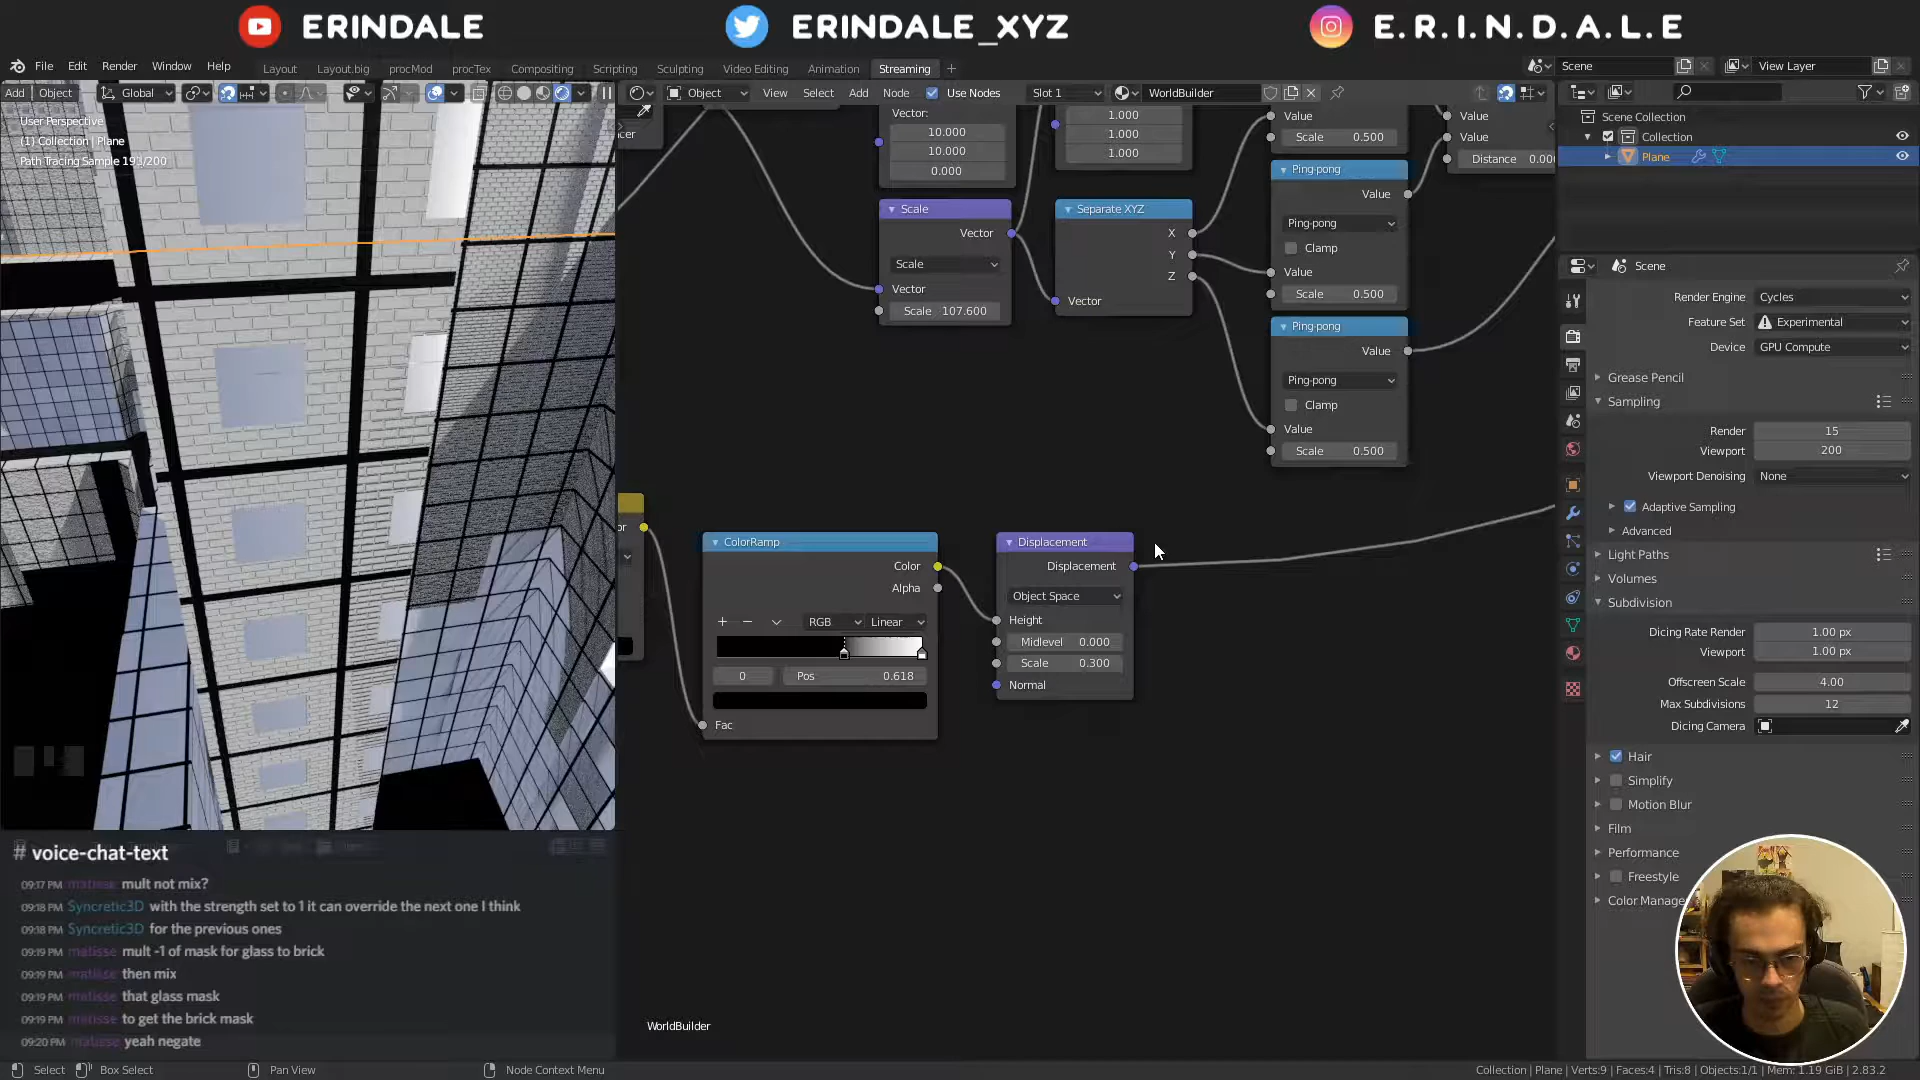 ERINDALE
ERINDALE_XYZ
E.R.I.N.D.A.L.E
File Edit Render Window Help
Layout Layout.big procMod procTex Compositing Scripting Sculpting Video Editing Animation Streaming +
Scene
View Layer
Add Object
Global
Object
View Select Add Node Use Nodes
Slot 1
WorldBuilder
User Perspective
(1) Collection | Plane
Path Tracing Sample 193/200
Vector:
10.000
10.000
0.000
1.000
1.000
1.000
Value
Scale 0.500
Value
Value
Distance
Scale
Vector
Scale
Vector
Scale 107.600
Separate XYZ
X
Y
Z
Vector
Ping-pong
Value
Ping-pong
Clamp
Value
Scale 0.500
Ping-pong
Value
Ping-pong
Clamp
Value
Scale 0.500
ColorRamp
Color
Alpha
RGB
Linear
0
Pos 0.618
Fac
Displacement
Displacement
Object Space
Height
Midlevel 0.000
Scale 0.300
Normal
WorldBuilder
Scene Collection
Collection
Plane
Scene
Render Engine Cycles
Feature Set Experimental
Device GPU Compute
Grease Pencil
Sampling
Render 15
Viewport 200
Viewport Denoising None
Adaptive Sampling
Advanced
Light Paths
Volumes
Subdivision
Dicing Rate Render 1.00 px
Viewport 1.00 px
Offscreen Scale 4.00
Max Subdivisions 12
Dicing Camera
Hair
Simplify
Motion Blur
Film
Performance
Freestyle
Color Manage
# voice-chat-text
09:17 PM matisse mult not mix?
09:18 PM Syncretic3D with the strength set to 1 it can override the next one I think
09:18 PM Syncretic3D for the previous ones
09:19 PM matisse mult -1 of mask for glass to brick
09:19 PM matisse then mix
09:19 PM matisse that glass mask
09:19 PM matisse to get the brick mask
09:20 PM matisse yeah negate
Select Box Select Pan View Node Context Menu
Collection | Plane | Verts:9 | Faces:4 | Tris:8 | Objects:1/1 | Mem: 1.19 GiB | 2.83.2